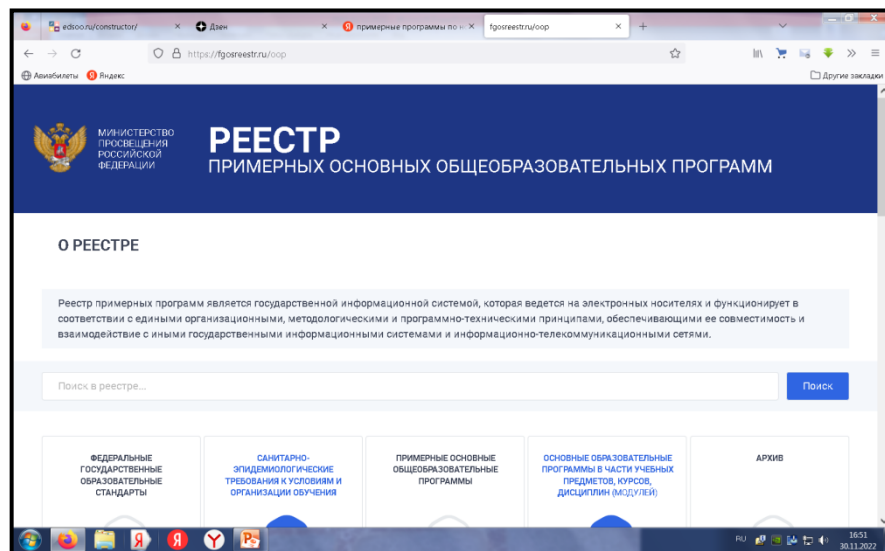 edsoo.ru/constructor/
Дзен
примерные программы по н
fgosreestr.ru/oop
https://fgosreestr.ru/oop
Авиабилеты
Яндекс
Другие закладки
МИНИСТЕРСТВО
ПРОСВЕЩЕНИЯ
РОССИЙСКОЙ
ФЕДЕРАЦИИ
РЕЕСТР
ПРИМЕРНЫХ ОСНОВНЫХ ОБЩЕОБРАЗОВАТЕЛЬНЫХ ПРОГРАММ
О РЕЕСТРЕ
Реестр примерных программ является государственной информационной системой, которая ведется на электронных носителях и функционирует в
соответствии с едиными организационными, методологическими и программно-техническими принципами, обеспечивающими ее совместимость и
взаимодействие с иными государственными информационными системами и информационно-телекоммуникационными сетями.
Поиск в реестре...
Поиск
ФЕДЕРАЛЬНЫЕ
ГОСУДАРСТВЕННЫЕ
ОБРАЗОВАТЕЛЬНЫЕ
СТАНДАРТЫ
САНИТАРНО-
ЭПИДЕМИОЛОГИЧЕСКИЕ
ТРЕБОВАНИЯ К УСЛОВИЯМ И
ОРГАНИЗАЦИИ ОБУЧЕНИЯ
ПРИМЕРНЫЕ ОСНОВНЫЕ
ОБЩЕОБРАЗОВАТЕЛЬНЫЕ
ПРОГРАММЫ
ОСНОВНЫЕ ОБРАЗОВАТЕЛЬНЫЕ
ПРОГРАММЫ В ЧАСТИ УЧЕБНЫХ
ПРЕДМЕТОВ, КУРСОВ,
ДИСЦИПЛИН (МОДУЛЕЙ)
АРХИВ
RU
16:51
30.11.2022